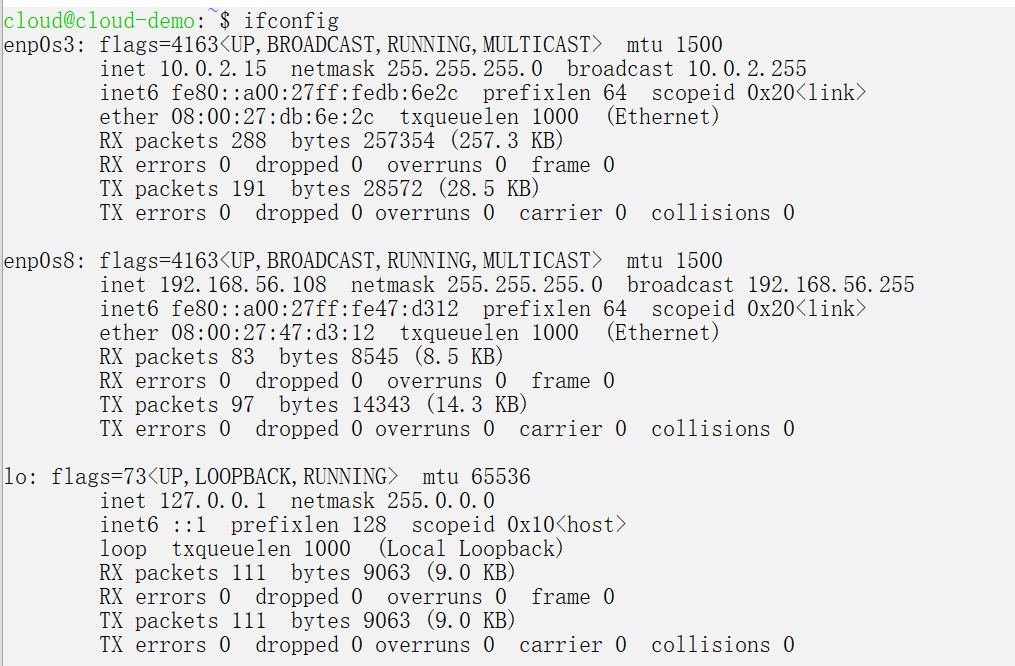 cloud@cloud-demo:~$ ifconfig
enp0s3: flags=4163<UP,BROADCAST,RUNNING,MULTICAST>  mtu 1500
        inet 10.0.2.15  netmask 255.255.255.0  broadcast 10.0.2.255
        inet6 fe80::a00:27ff:fedb:6e2c  prefixlen 64  scopeid 0x20<link>
        ether 08:00:27:db:6e:2c  txqueuelen 1000  (Ethernet)
        RX packets 288  bytes 257354 (257.3 KB)
        RX errors 0  dropped 0  overruns 0  frame 0
        TX packets 191  bytes 28572 (28.5 KB)
        TX errors 0  dropped 0 overruns 0  carrier 0  collisions 0

enp0s8: flags=4163<UP,BROADCAST,RUNNING,MULTICAST>  mtu 1500
        inet 192.168.56.108  netmask 255.255.255.0  broadcast 192.168.56.255
        inet6 fe80::a00:27ff:fe47:d312  prefixlen 64  scopeid 0x20<link>
        ether 08:00:27:47:d3:12  txqueuelen 1000  (Ethernet)
        RX packets 83  bytes 8545 (8.5 KB)
        RX errors 0  dropped 0  overruns 0  frame 0
        TX packets 97  bytes 14343 (14.3 KB)
        TX errors 0  dropped 0 overruns 0  carrier 0  collisions 0

lo: flags=73<UP,LOOPBACK,RUNNING>  mtu 65536
        inet 127.0.0.1  netmask 255.0.0.0
        inet6 ::1  prefixlen 128  scopeid 0x10<host>
        loop  txqueuelen 1000  (Local Loopback)
        RX packets 111  bytes 9063 (9.0 KB)
        RX errors 0  dropped 0  overruns 0  frame 0
        TX packets 111  bytes 9063 (9.0 KB)
        TX errors 0  dropped 0 overruns 0  carrier 0  collisions 0